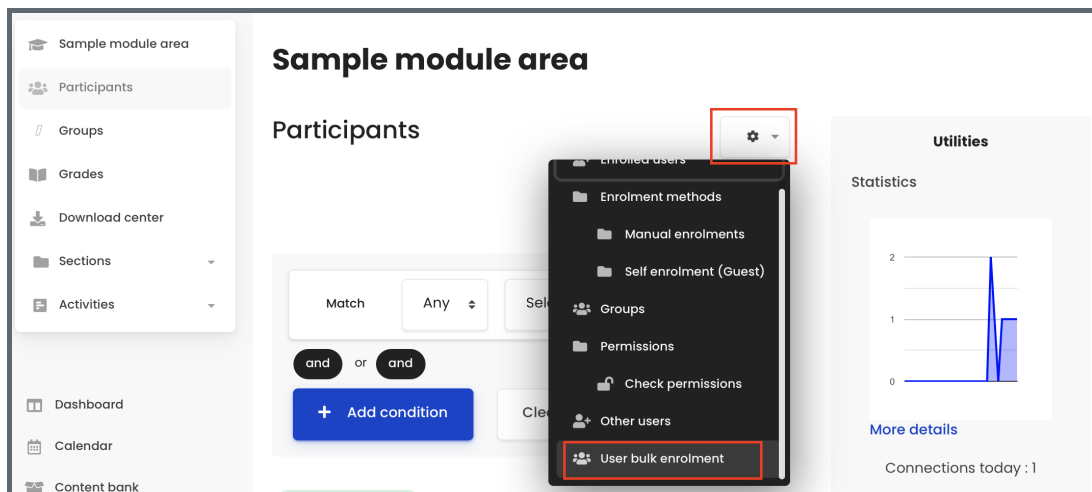 Sample module area
Participants
Groups
Grades
Download center
Sections
Activities
Dashboard
Calendar
Content bank
Sample module area
Participants
Enrolled users
Enrolment methods
Manual enrolments
Self enrolment (Guest)
Groups
Permissions
Check permissions
Other users
User bulk enrolment
Match
Any
Sel
and or and
+ Add condition
Cle
Utilities
Statistics
2
1
0
More details
Connections today : 1